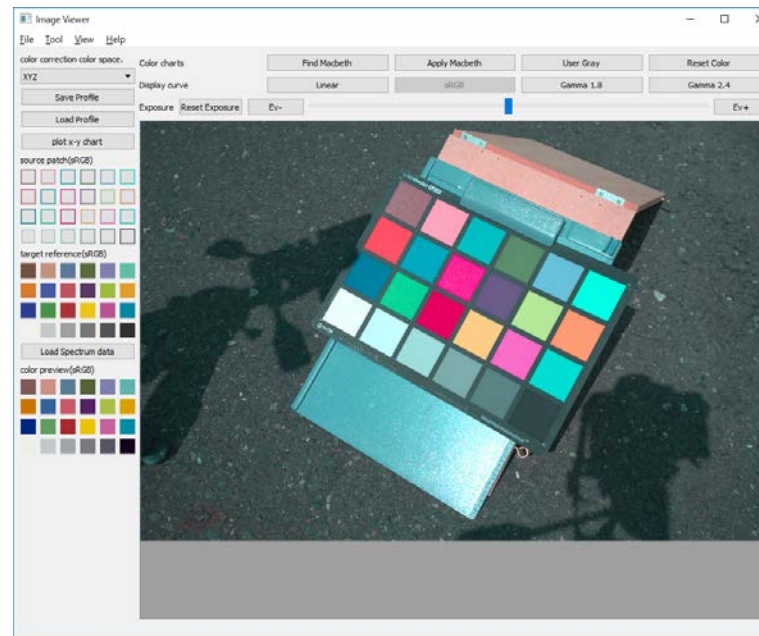 Image Viewer
File Tool View Help
color correction color space.
XYZ
Save Profile
Load Profile
plot x-y chart
source patch(sRGB)
target reference(sRGB)
Load Spectrum data
color preview(sRGB)
Color charts Find Macbeth Apply Macbeth User Gray Reset Color
Display curve Linear sRGB Gamma 1.8 Gamma 2.4
Exposure Reset Exposure Ev- Ev+